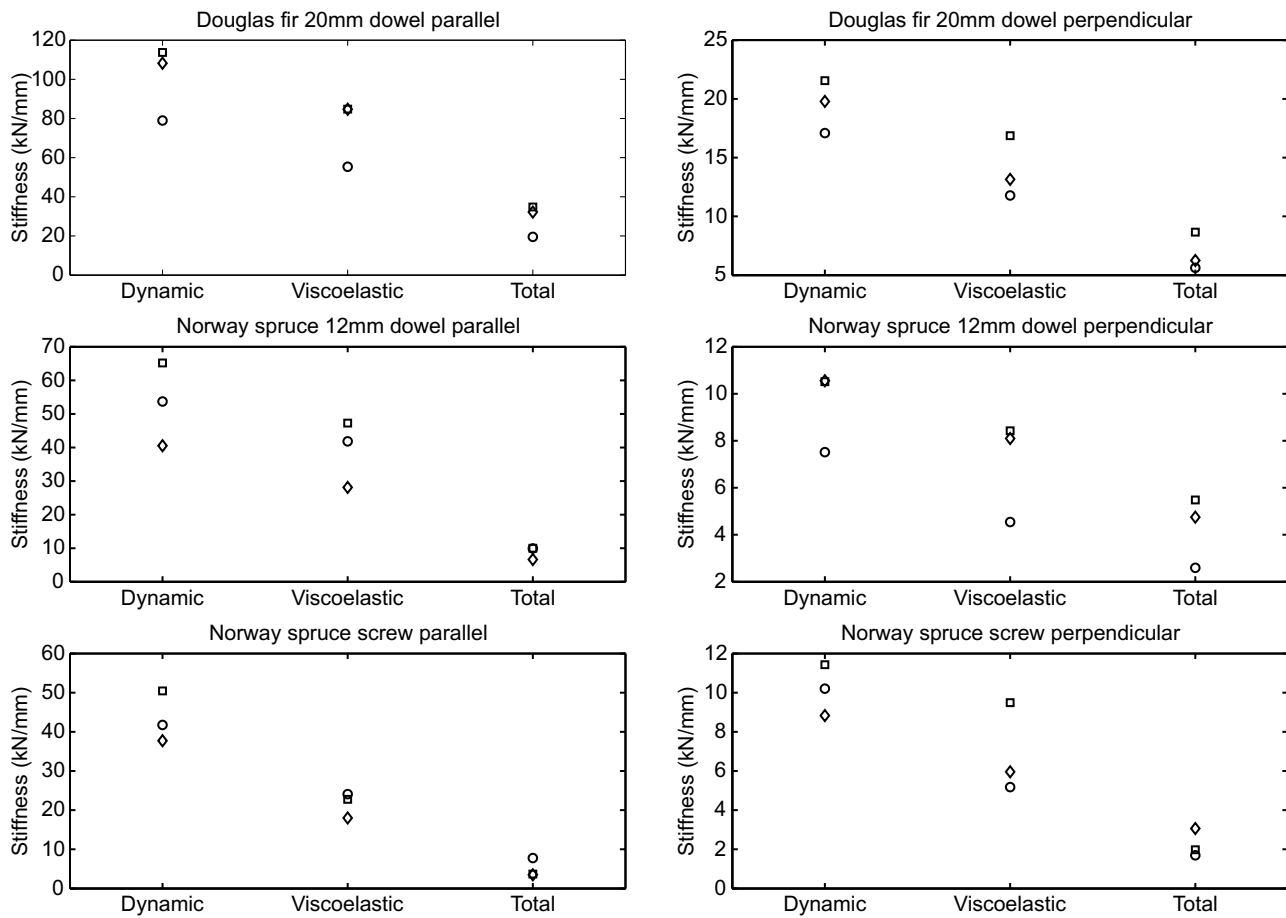 Douglas fir 20mm dowel parallel
Stiffness (kN/mm)
120
100
80
60
40
20
0
Dynamic Viscoelastic Total
Douglas fir 20mm dowel perpendicular
Stiffness (kN/mm)
25
20
15
10
5
Dynamic Viscoelastic Total
Norway spruce 12mm dowel parallel
Stiffness (kN/mm)
70
60
50
40
30
20
10
0
Dynamic Viscoelastic Total
Norway spruce 12mm dowel perpendicular
Stiffness (kN/mm)
12
10
8
6
4
2
Dynamic Viscoelastic Total
Norway spruce screw parallel
Stiffness (kN/mm)
60
50
40
30
20
10
0
Dynamic Viscoelastic Total
Norway spruce screw perpendicular
Stiffness (kN/mm)
12
10
8
6
4
2
0
Dynamic Viscoelastic Total